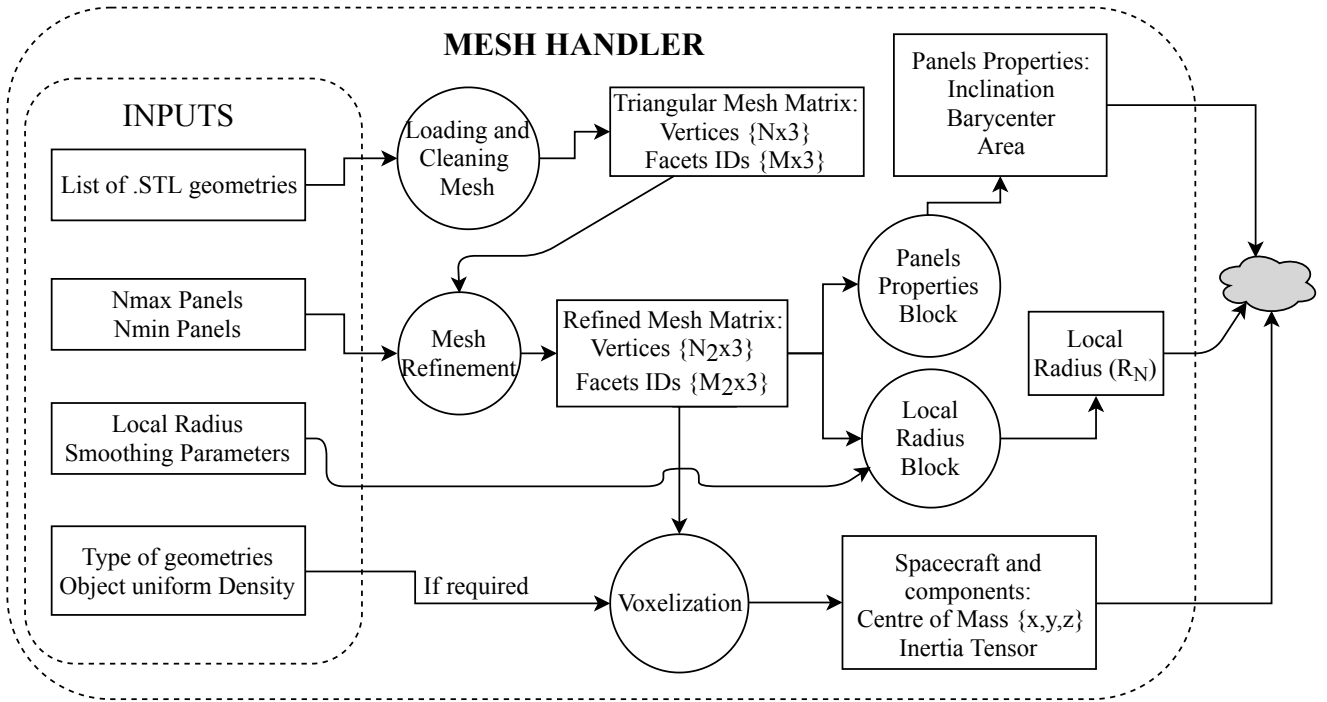 MESH HANDLER
INPUTS
List of .STL geometries
Nmax Panels
Nmin Panels
Local Radius
Smoothing Parameters
Type of geometries
Object uniform Density
Loading and
Cleaning
Mesh
Triangular Mesh Matrix:
Vertices {Nx3}
Facets IDs {Mx3}
Mesh
Refinement
Refined Mesh Matrix:
Vertices {N2x3}
Facets IDs {M2x3}
Panels
Properties
Block
Panels Properties:
Inclination
Barycenter
Area
Local
Radius
Block
Local
Radius (RN)
If required
Voxelization
Spacecraft and
components:
Centre of Mass {x,y,z}
Inertia Tensor